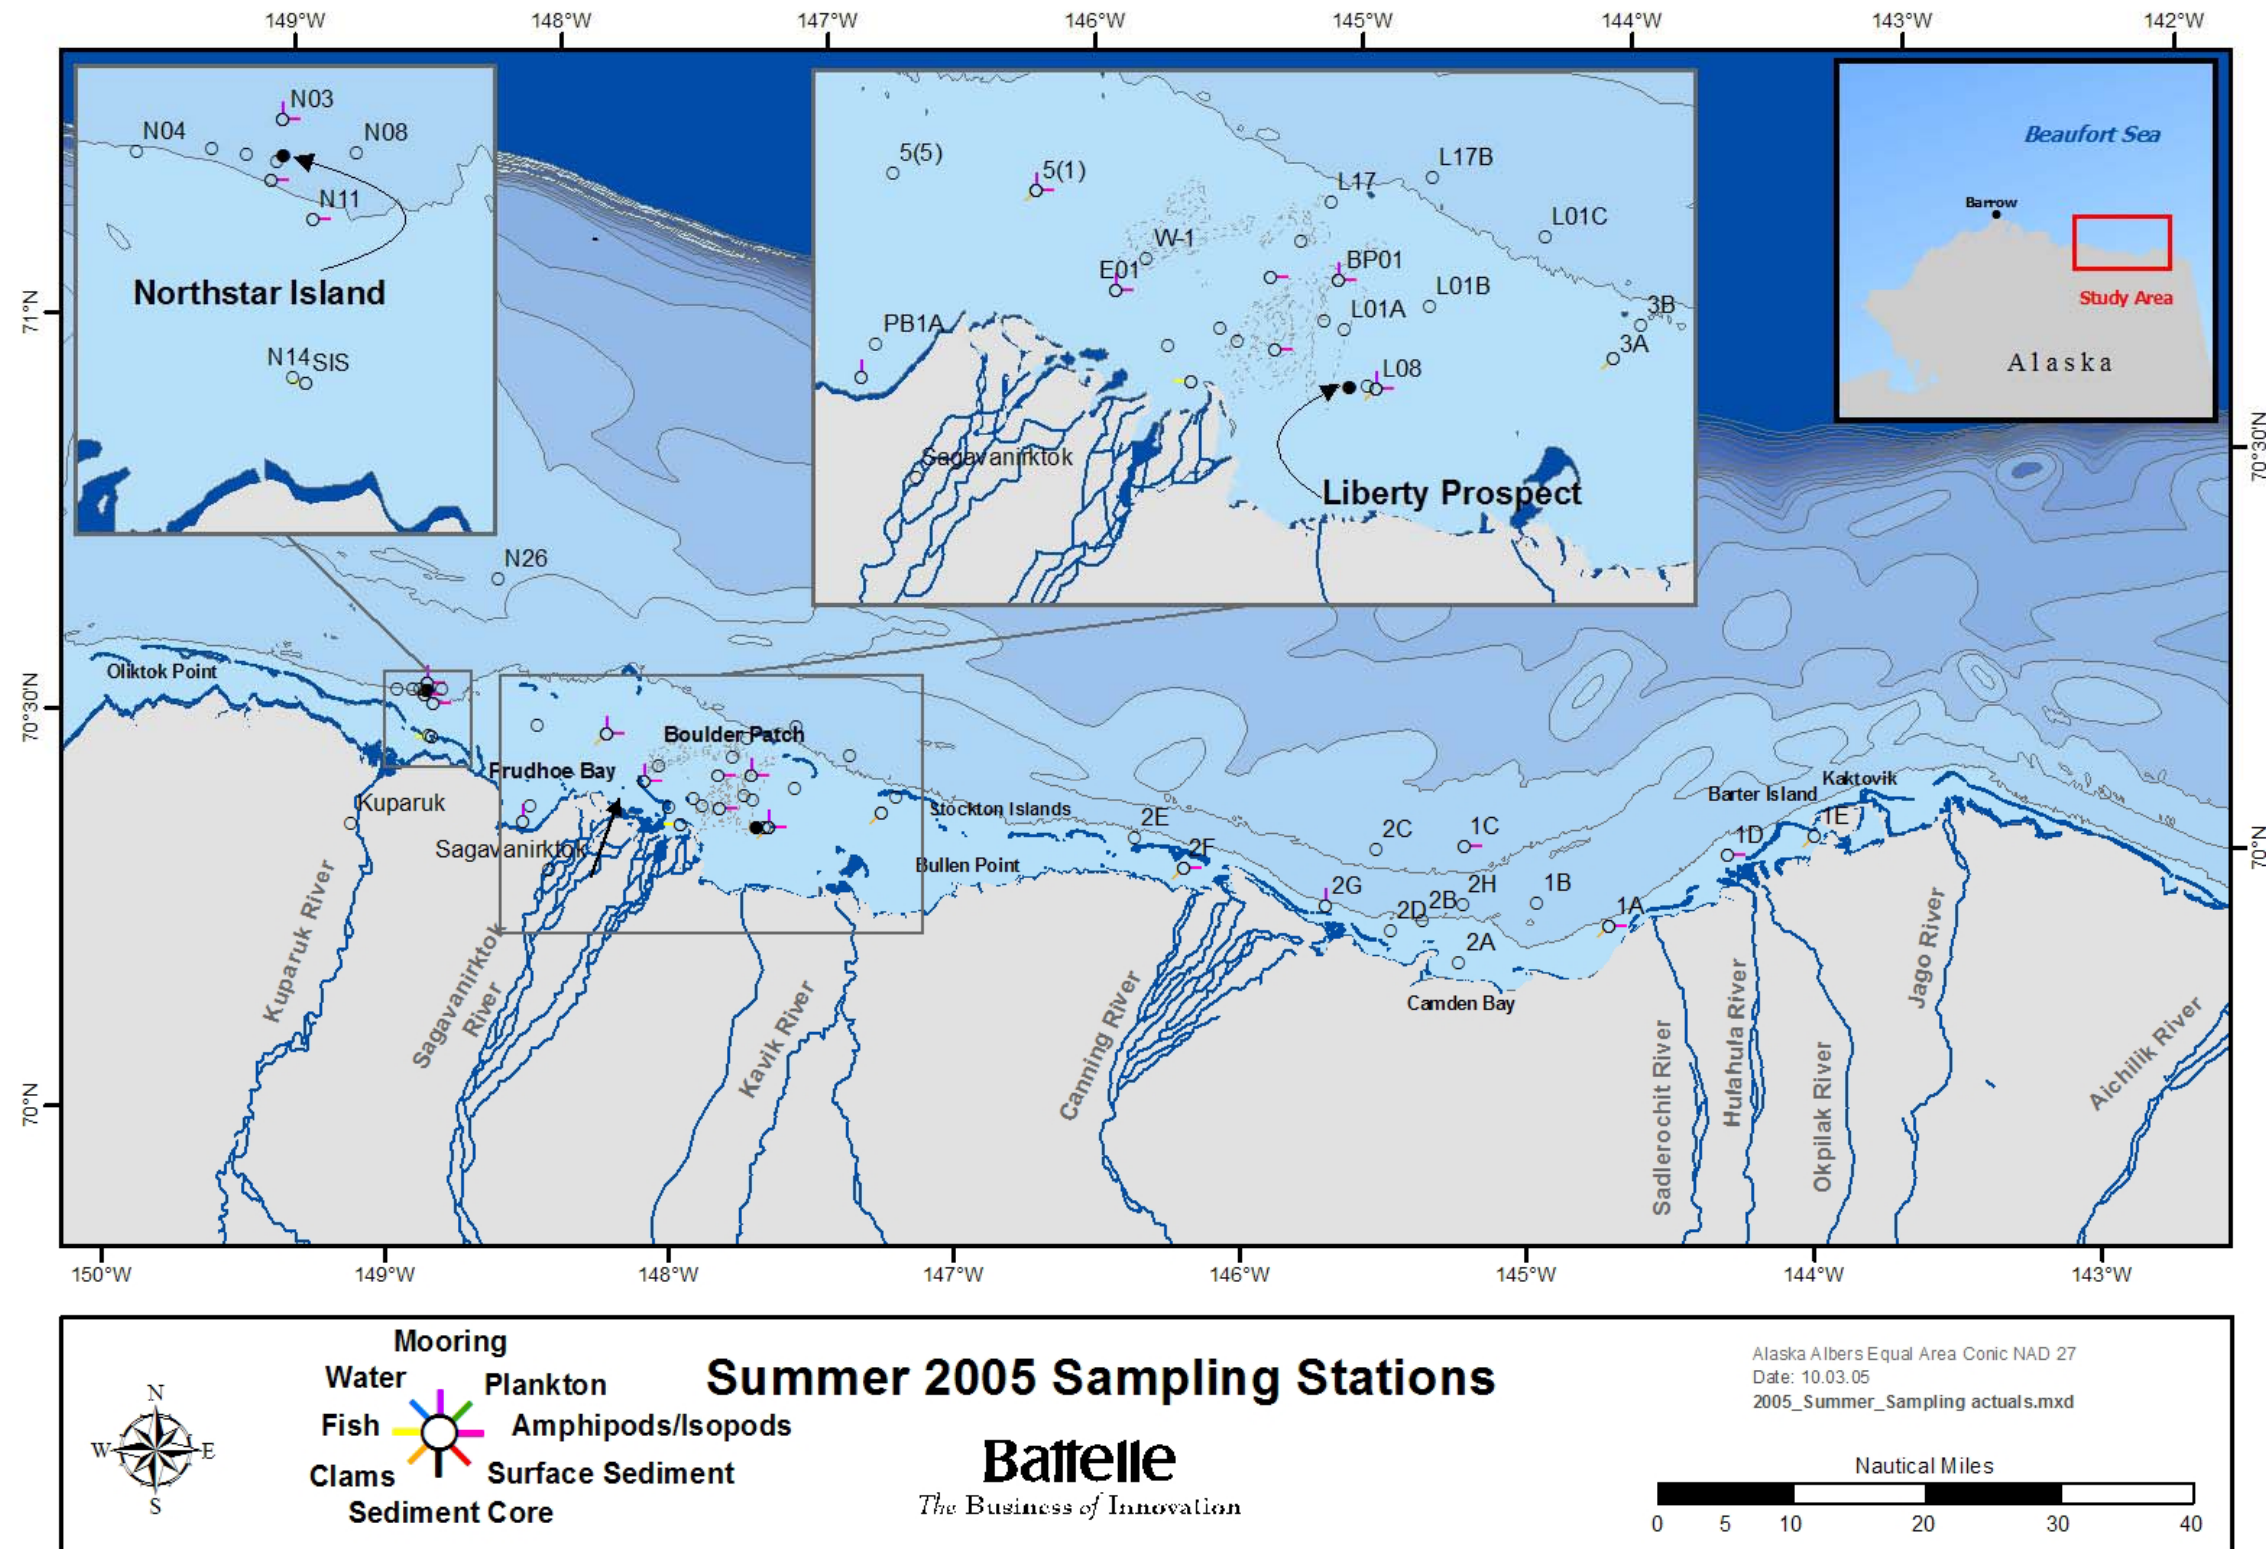 149°W 148°W 147°W 146°W 145°W 144°W 143°W 142°W
N03
N04
N08
N11
Northstar Island
N14 SIS
5(5)
5(1)
L17B
L17
L01C
W-1
E01
BP01
L01B
L01A
3B
3A
PB1A
L08
Sagavanirktok
Liberty Prospect
Beaufort Sea
Barrow
Study Area
Alaska
71°N
70°30'N
N26
Oliktok Point
70°30'N
Boulder Patch
Prudhoe Bay
Kuparuk
Sagavanirktok
Stockton Islands
Bullen Point
2E
2F
2C
1C
2G
2D
2B
2H
1B
2A
1A
Camden Bay
Barter Island
Kaktovik
1D
1E
70°N
Kuparuk River
Sagavanirktok
River
Kavik River
Canning River
Sadlerochit River
Hulahula River
Okpilak River
Jago River
Aichilik River
70°N
150°W 149°W 148°W 147°W 146°W 145°W 144°W 143°W
N
W E
S
Mooring
Water
Plankton
Fish
Amphipods/Isopods
Clams
Surface Sediment
Sediment Core
Summer 2005 Sampling Stations
Battelle
The Business of Innovation
Alaska Albers Equal Area Conic NAD 27
Date: 10.03.05
2005_Summer_Sampling actuals.mxd
Nautical Miles
0 5 10 20 30 40